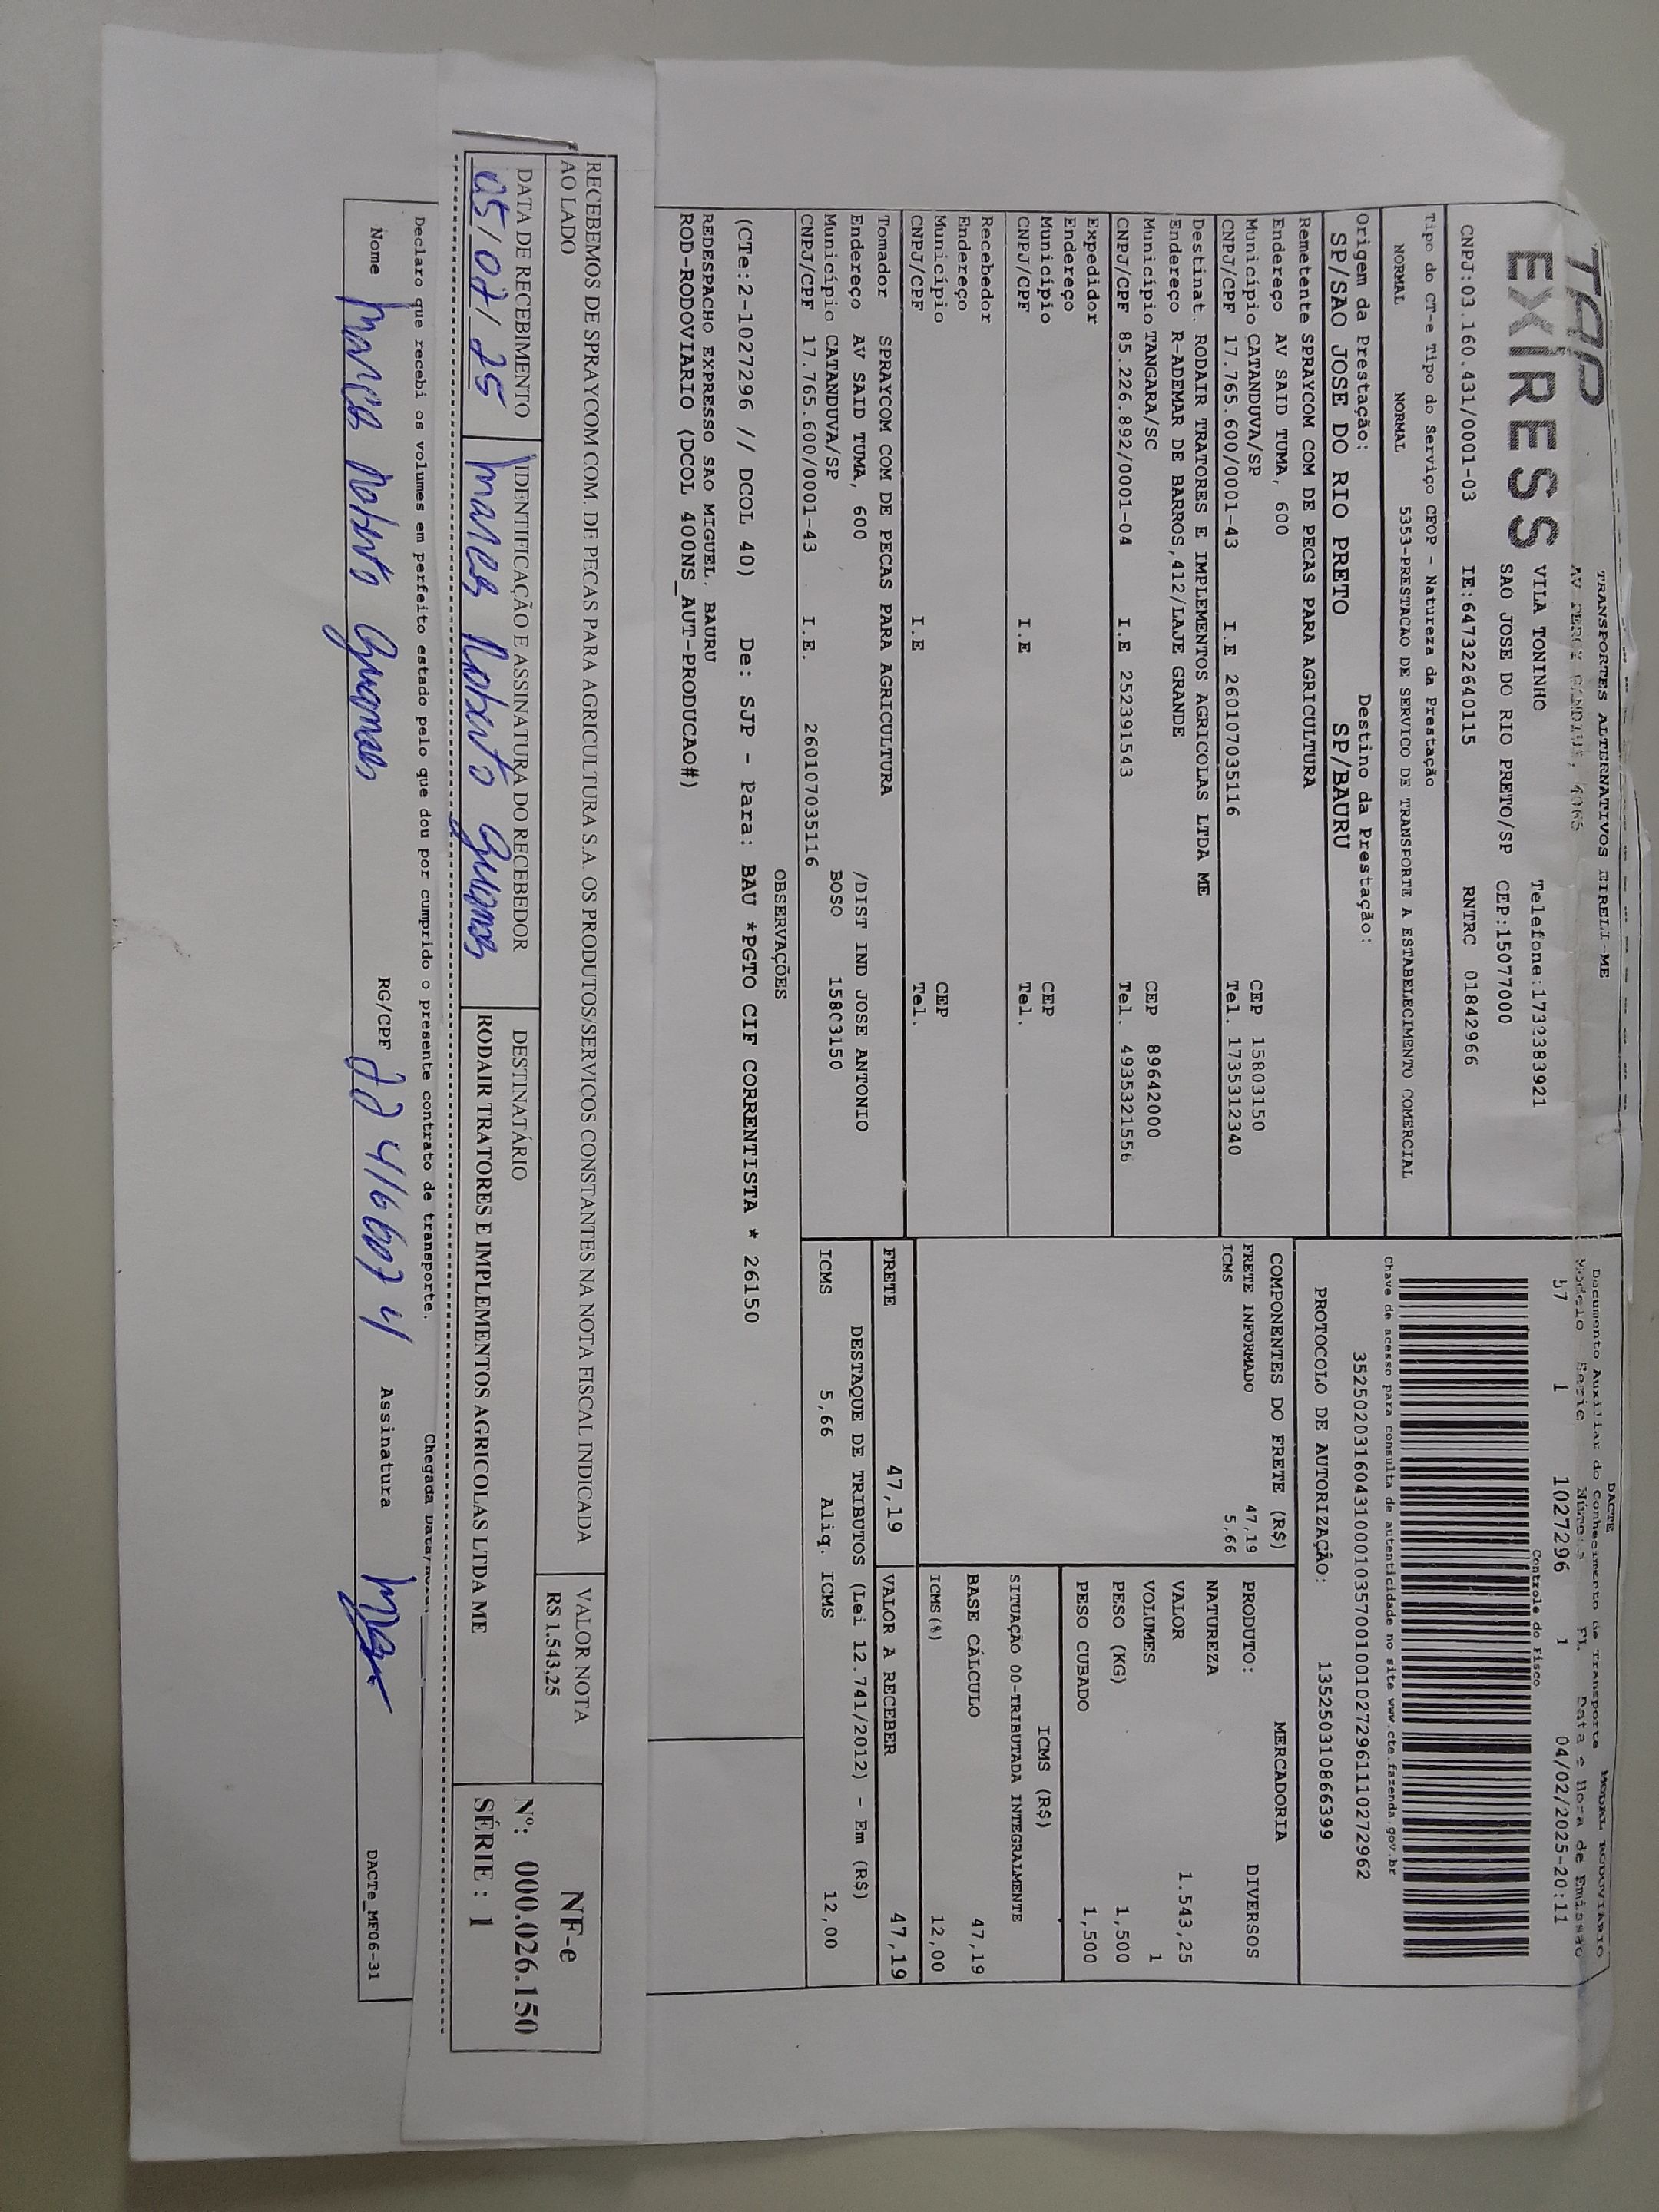 TAP
EXPRESS
TRANSPORTES ALTERNATIVOS EIRELI-ME
VILA TONINHO Telefone:1732383921
SAO JOSE DO RIO PRETO/SP CEP:15077000
CNPJ:03.160.431/0001-03 IE:647322640115 RNTRC 01842966
Tipo do CT-e Tipo do Serviço CFOP - Natureza da Prestação
NORMAL NORMAL 5353-PRESTACAO DE SERVICO DE TRANSPORTE A ESTABELECIMENTO COMERCIAL
Origem da Prestação: Destino da Prestação:
SP/SAO JOSE DO RIO PRETO SP/BAURU
Remetente SPRAYCOM COM DE PECAS PARA AGRICULTURA
Endereço AV SAID TUMA, 600 CEP 15803150
Município CATANDUVA/SP Tel. 1735312340
CNPJ/CPF 17.765.600/0001-43 I.E 260107035116
Destinat. RODAIR TRATORES E IMPLEMENTOS AGRICOLAS LTDA ME
Endereço R-ADEMAR DE BARROS,412/LAJE GRANDE
Município TANGARA/SC CEP 89642000
CNPJ/CPF 85.226.892/0001-04 I.E 252391543 Tel. 4935321556
Expedidor
Endereço
Município CEP
CNPJ/CPF I.E Tel.
Recebedor
Endereço
Município CEP
CNPJ/CPF I.E Tel.
Tomador SPRAYCOM COM DE PECAS PARA AGRICULTURA
Endereço AV SAID TUMA, 600 /DIST IND JOSE ANTONIO
Município CATANDUVA/SP BOSO 15803150
CNPJ/CPF 17.765.600/0001-43 I.E. 260107035116
DACTE MODAL RODOVIARIO
Documento Auxiliar do Conhecimento de Transporte
Modelo Serie Número FL. Data e Hora de Emissão
57 1 1027296 1 04/02/2025-20:11
Controle do Fisco
Chave de acesso para consulta de autenticidade no site www.cte.fazenda.gov.br
35250203160431000103570010010272961110272962
PROTOCOLO DE AUTORIZAÇÃO: 135250310866399
COMPONENTES DO FRETE (R$)
FRETE INFORMADO 47,19
ICMS 5,66
MERCADORIA
PRODUTO: DIVERSOS
NATUREZA
VALOR 1.543,25
VOLUMES 1
PESO (KG) 1,500
PESO CUBADO 1,500
ICMS (R$)
SITUAÇÃO 00-TRIBUTADA INTEGRALMENTE
BASE CÁLCULO 47,19
ICMS(%) 12,00
FRETE 47,19 VALOR A RECEBER 47,19
DESTAQUE DE TRIBUTOS (Lei 12.741/2012) - Em (R$)
ICMS 5,66 Aliq. ICMS 12,00
OBSERVAÇÕES
(CTe:2-1027296 // DCOL 40) De: SJP - Para: BAU *PGTO CIF CORRENTISTA * 26150
REDESPACHO EXPRESSO SAO MIGUEL. BAURU
ROD-RODOVIARIO (DCOL 400NS_AUT-PRODUCAO#)
RECEBEMOS DE SPRAYCOM COM. DE PECAS PARA AGRICULTURA S.A. OS PRODUTOS/SERVIÇOS CONSTANTES NA NOTA FISCAL INDICADA
AO LADO
VALOR NOTA
R$ 1.543,25
NF-e
Nº: 000.026.150
SÉRIE : 1
DATA DE RECEBIMENTO
05/02/25
IDENTIFICAÇÃO E ASSINATURA DO RECEBEDOR
Marcos Roberto Guimaraes
DESTINATÁRIO
RODAIR TRATORES E IMPLEMENTOS AGRICOLAS LTDA ME
Declaro que recebi os volumes em perfeito estado pelo que dou por cumprido o presente contrato de transporte. Chegada Data/Hora:
Nome Marcos Roberto Guimaraes RG/CPF Assinatura
DACTe_MF06-31